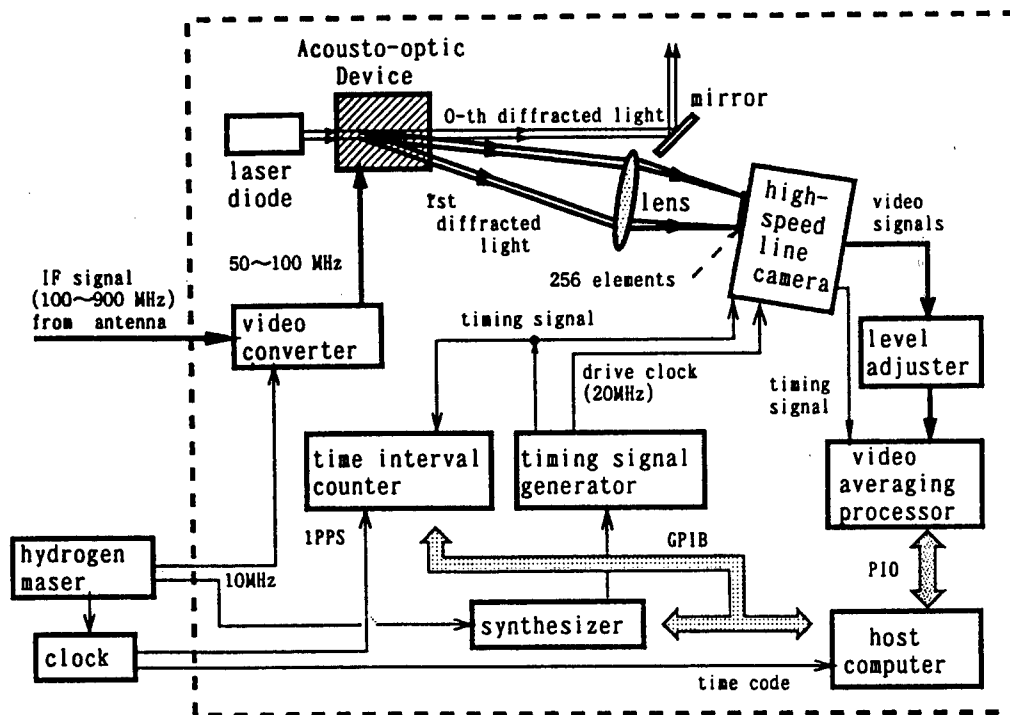 Acousto-optic
Device
0-th diffracted light
mirror
laser
diode
1st
diffracted
light
lens
high-
speed
line
camera
video
signals
256 elements
50~100 MHz
IF signal
(100~900 MHz)
from antenna
video
converter
timing signal
drive clock
(20MHz)
level
adjuster
timing
signal
time interval
counter
timing signal
generator
video
averaging
processor
1PPS
GPIB
PIO
hydrogen
maser
10MHz
synthesizer
host
computer
clock
time code